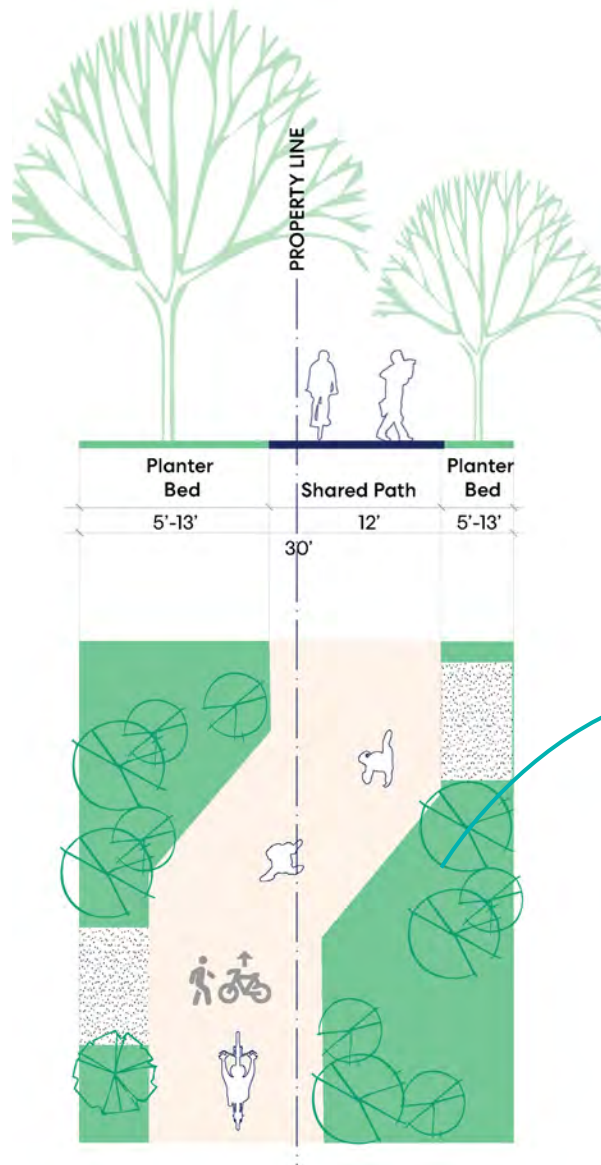 PROPERTY LINE
Planter
Bed
Shared Path
Planter
Bed
5'-13'
12'
5'-13'
30'